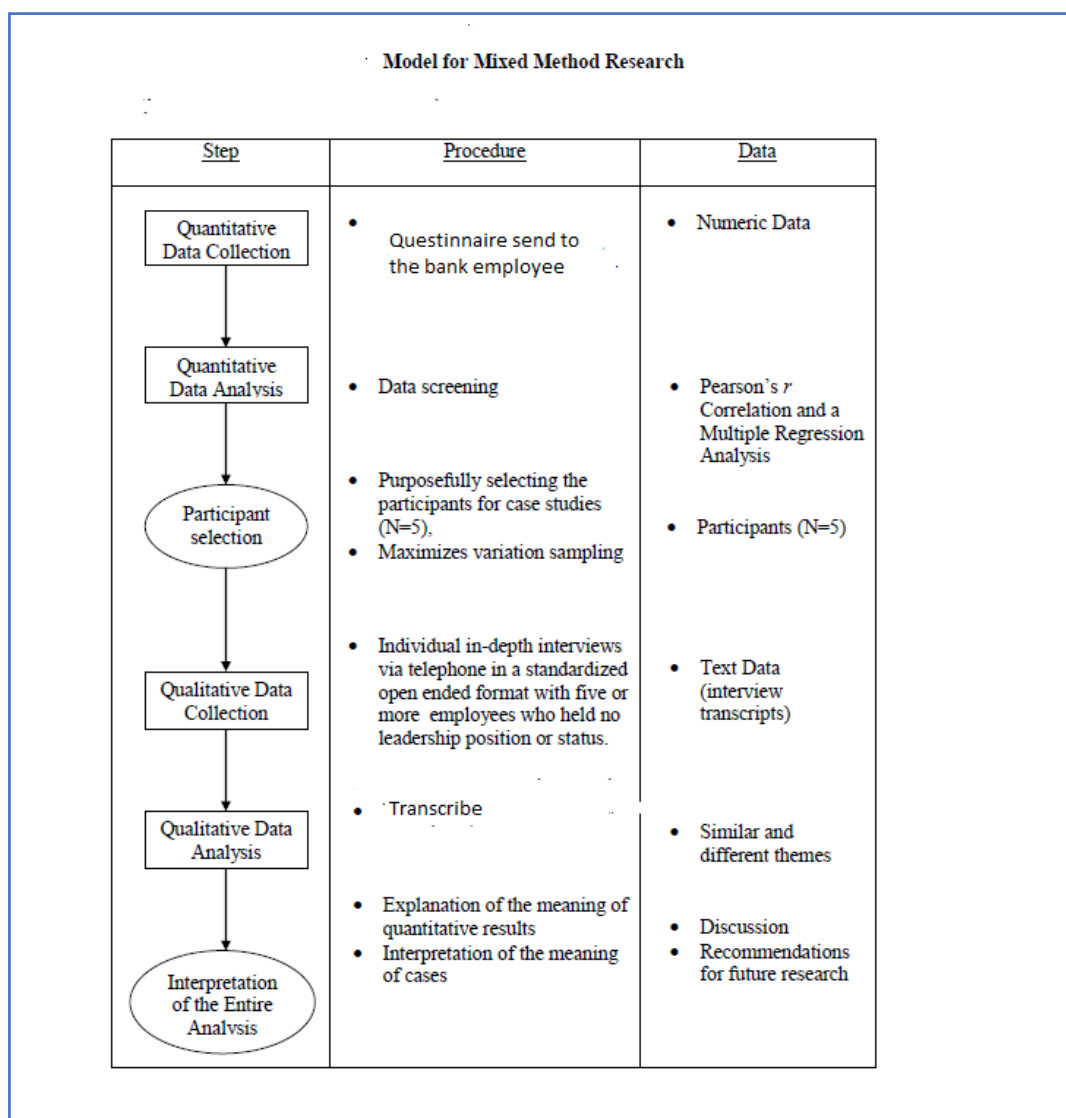 Model for Mixed Method Research
Step
Procedure
Data
Quantitative
Data Collection
• Questinnaire send to
the bank employee
• Numeric Data
Quantitative
Data Analysis
• Data screening
• Pearson's r
Correlation and a
Multiple Regression
Analysis
Participant
selection
• Purposefully selecting the
participants for case studies
(N=5),
• Maximizes variation sampling
• Participants (N=5)
Qualitative Data
Collection
• Individual in-depth interviews
via telephone in a standardized
open ended format with five or
more employees who held no
leadership position or status.
• Text Data
(interview
transcripts)
Qualitative Data
Analysis
• Transcribe
• Similar and
different themes
Interpretation
of the Entire
Analysis
• Explanation of the meaning of
quantitative results
• Interpretation of the meaning
of cases
• Discussion
• Recommendations
for future research